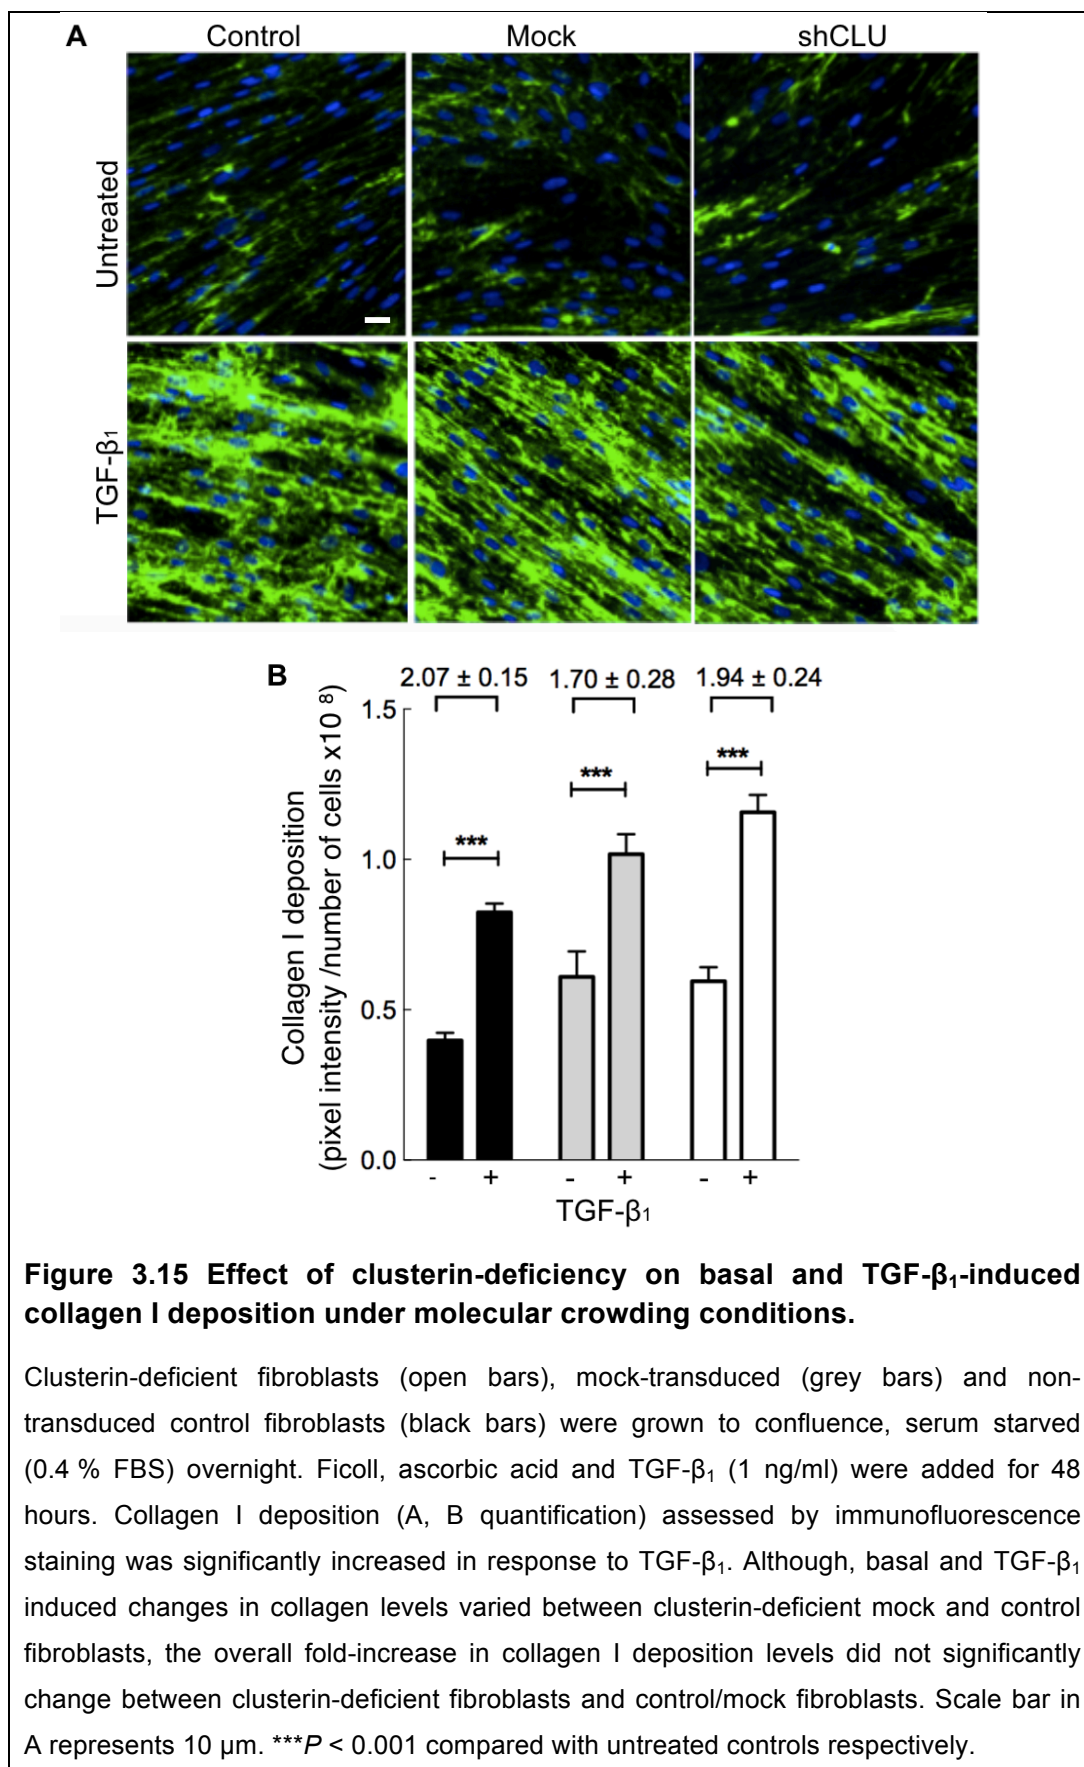 A
Control
Mock
shCLU
Untreated
TGF-β1
B
2.07 ± 0.15
1.70 ± 0.28
1.94 ± 0.24
Collagen I deposition
(pixel intensity /number of cells x10 8)
1.5
1.0
0.5
0.0
***
***
***
- + - + - +
TGF-β1
Figure 3.15 Effect of clusterin-deficiency on basal and TGF-β1-induced
collagen I deposition under molecular crowding conditions.
Clusterin-deficient fibroblasts (open bars), mock-transduced (grey bars) and non-
transduced control fibroblasts (black bars) were grown to confluence, serum starved
(0.4 % FBS) overnight. Ficoll, ascorbic acid and TGF-β1 (1 ng/ml) were added for 48
hours. Collagen I deposition (A, B quantification) assessed by immunofluorescence
staining was significantly increased in response to TGF-β1. Although, basal and TGF-β1
induced changes in collagen levels varied between clusterin-deficient mock and control
fibroblasts, the overall fold-increase in collagen I deposition levels did not significantly
change between clusterin-deficient fibroblasts and control/mock fibroblasts. Scale bar in
A represents 10 µm. ***P < 0.001 compared with untreated controls respectively.